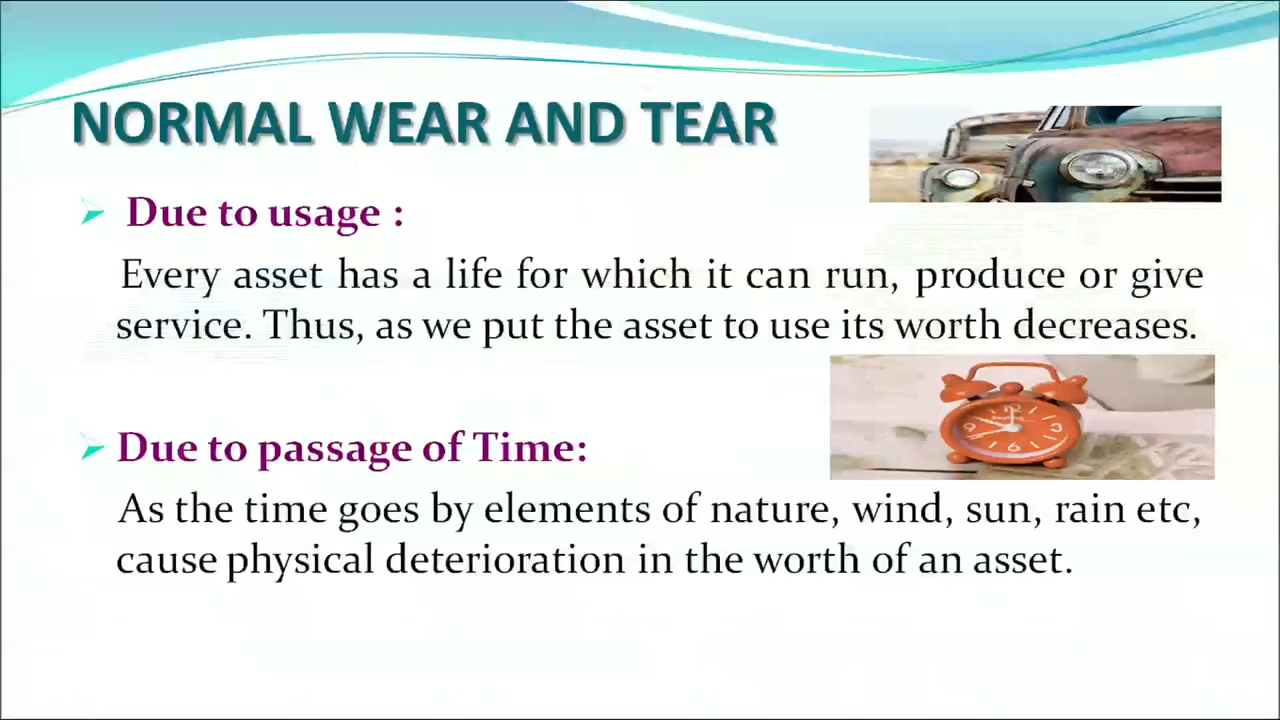 NORMAL WEAR AND TEAR
Due to usage :
Every asset has a life for which it can run, produce or give
service. Thus, as we put the asset to use its worth decreases.
Due to passage of Time:
As the time goes by elements of nature, wind, sun, rain etc,
cause physical deterioration in the worth of an asset.